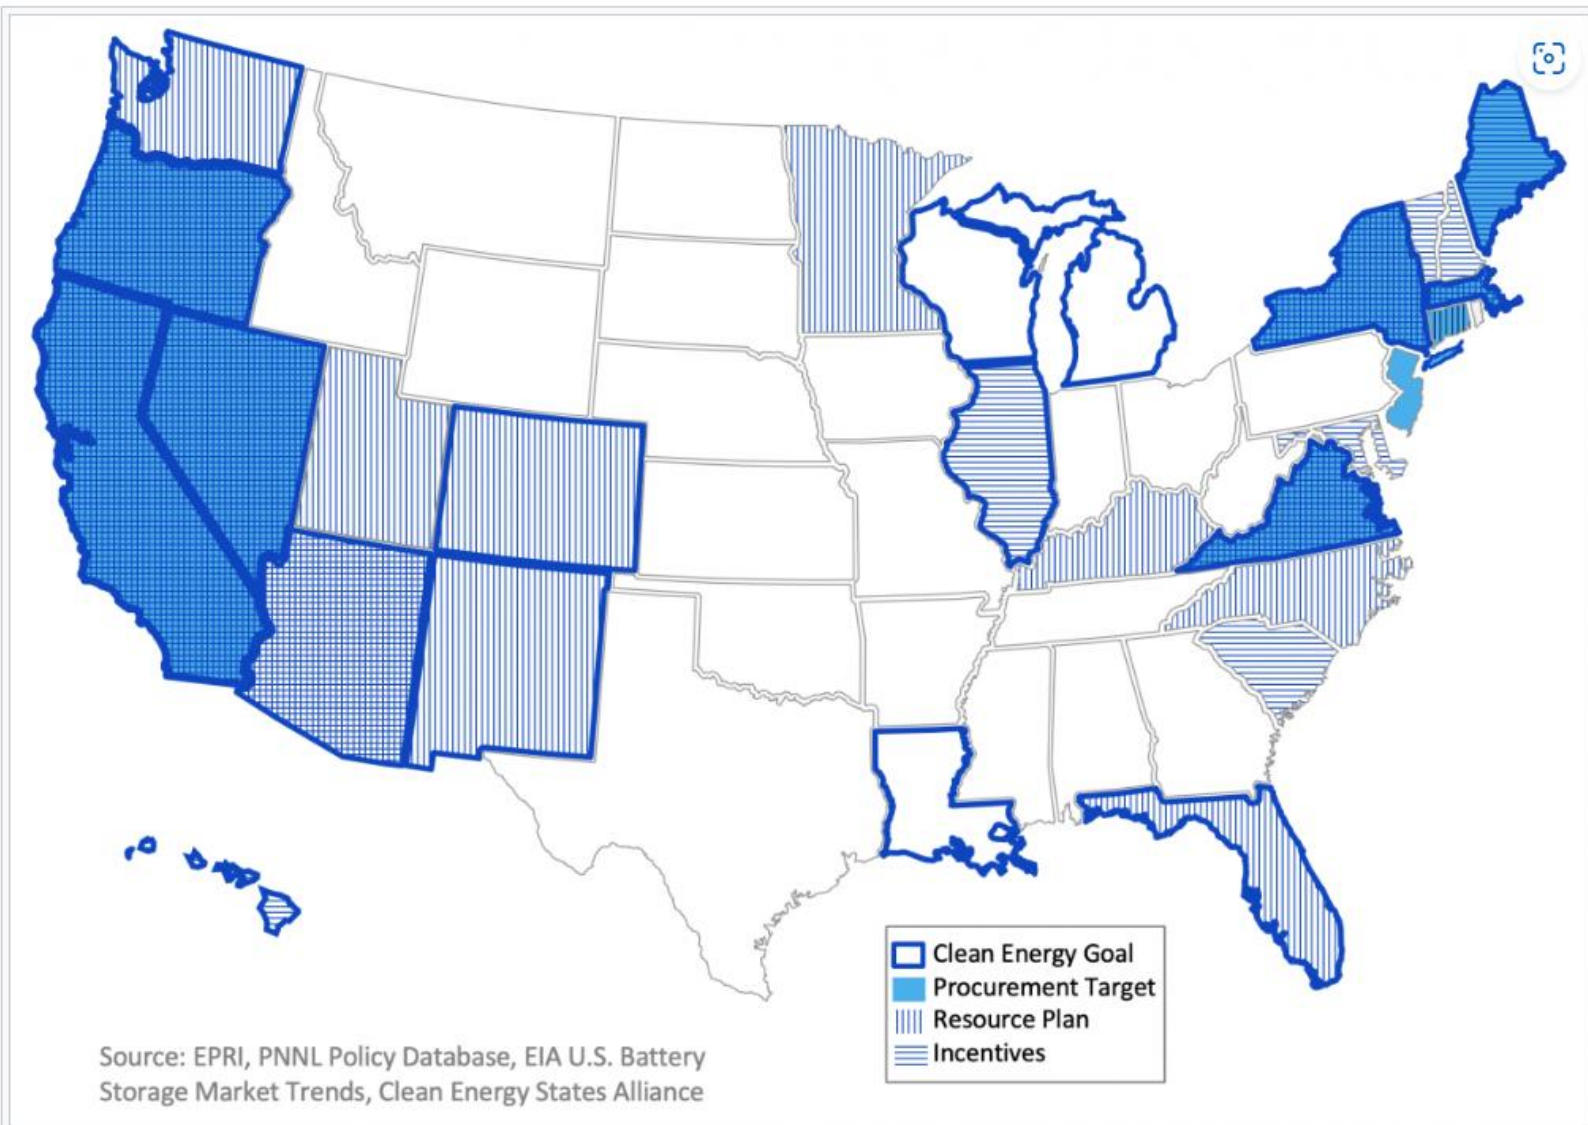 Clean Energy Goal
Procurement Target
Resource Plan
Incentives
Source: EPRI, PNNL Policy Database, EIA U.S. Battery
Storage Market Trends, Clean Energy States Alliance